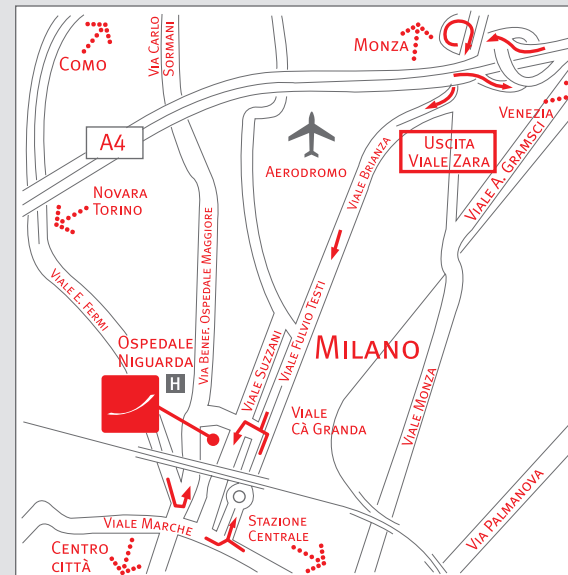 Como
Via Carlo
Sormani
Monza
Venezia
A4
Aerodromo
Uscita
Viale Zara
Viale Brianza
Viale A. Gramsci
Novara
Torino
Viale E. Fermi
Via Benef. Ospedale Maggiore
Viale Suzzani
Viale Fulvio Testi
Milano
Ospedale
Niguarda
H
Viale
Cà Granda
Viale Monza
Via Palmanova
Viale Marche
Stazione
Centrale
Centro
città